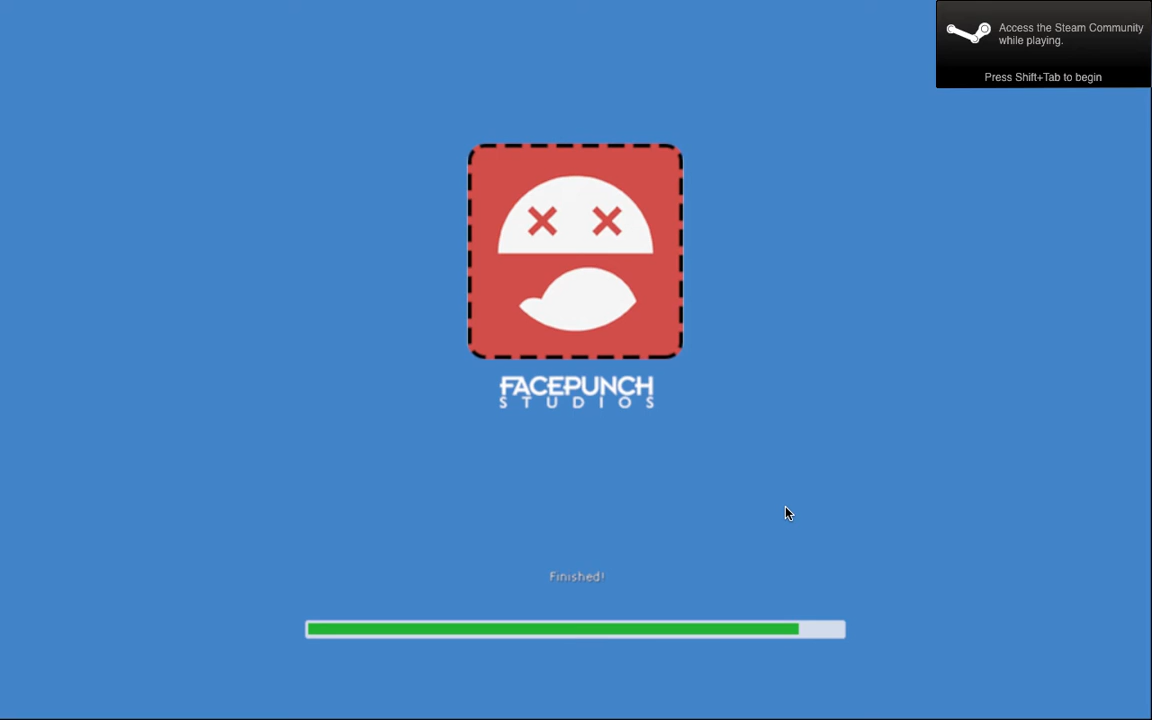 Access the Steam Community
while playing.
Press Shift+Tab to begin
FACEPUNCH
STUDIOS
Finished!